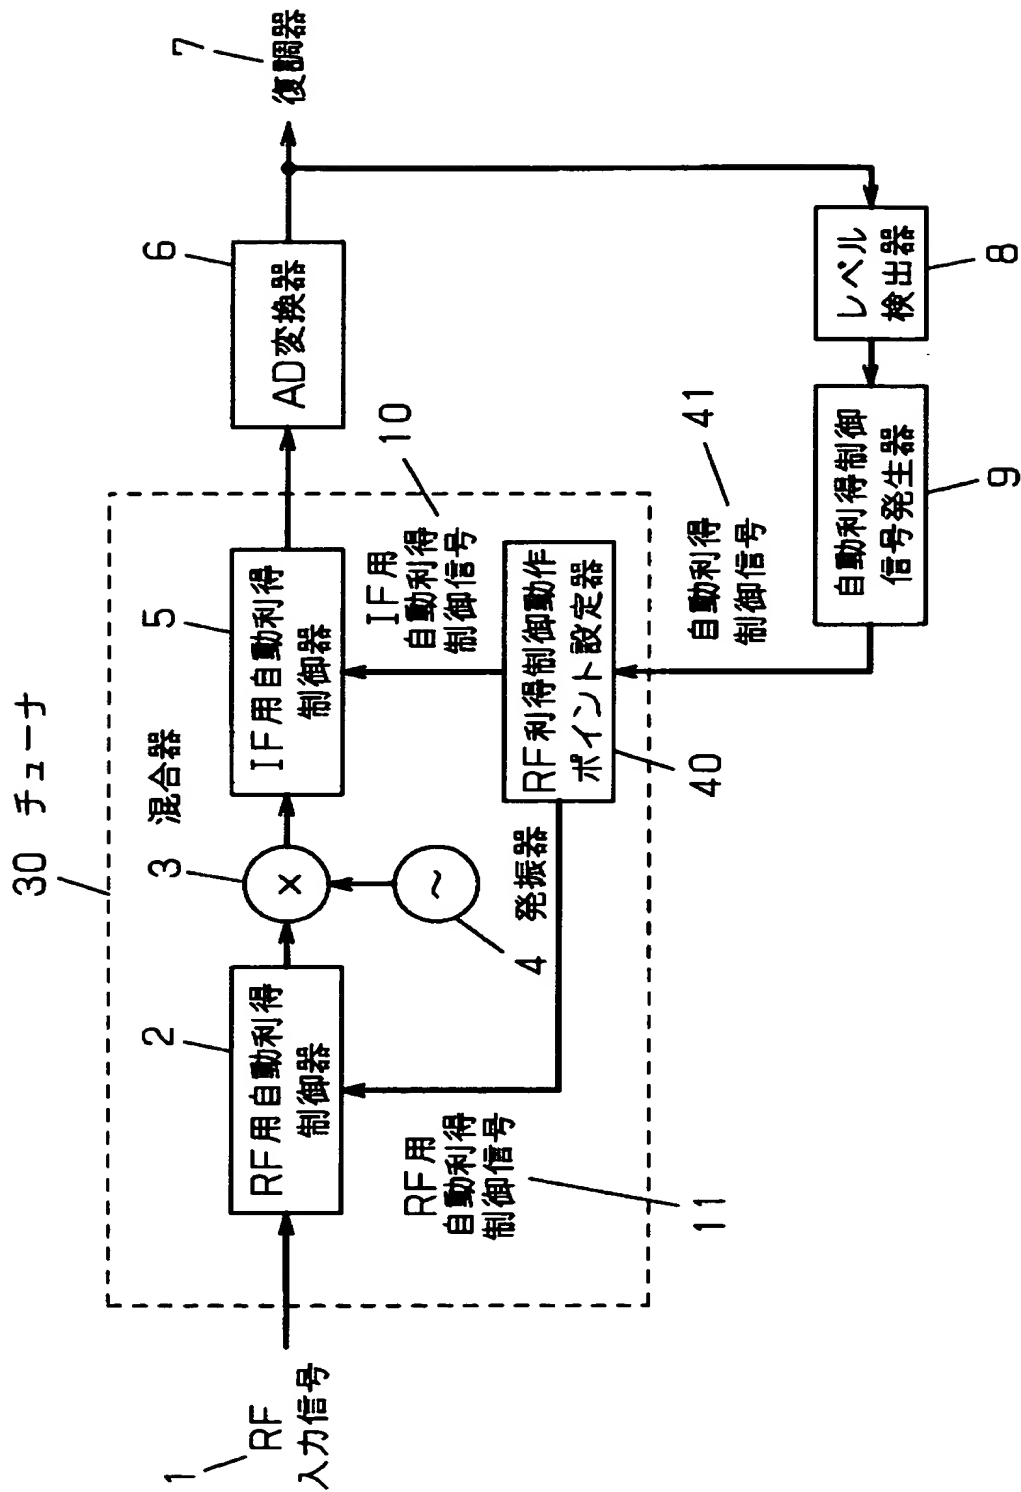 30 チューナ
1
RF
入力信号
2
RF用自動利得
制御器
3
混合器
4
発振器
5
IF用自動利得
制御器
6
AD変換器
7
復調器
RF用
自動利得
制御信号
11
IF用
自動利得
制御信号
10
RF利得制御動作
ポイント設定器
40
自動利得
制御信号
41
自動利得制御
信号発生器
9
レベル
検出器
8
×
~